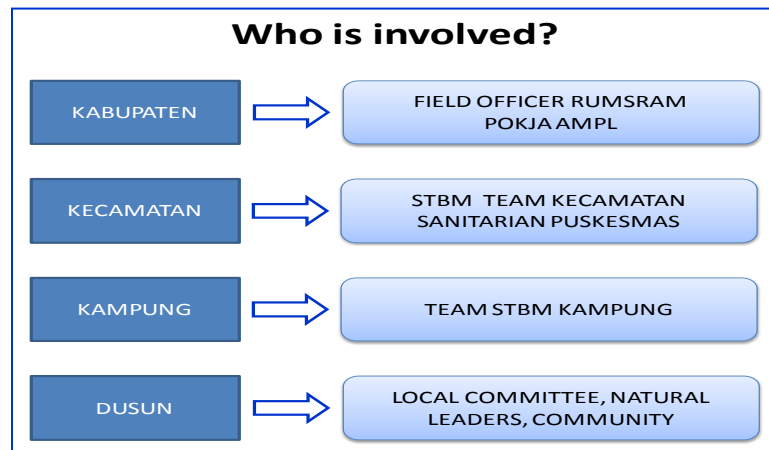 Who is involved?
KABUPATEN
FIELD OFFICER RUMSRAM
POKJA AMPL
KECAMATAN
STBM TEAM KECAMATAN
SANITARIAN PUSKESMAS
KAMPUNG
TEAM STBM KAMPUNG
DUSUN
LOCAL COMMITTEE, NATURAL
LEADERS, COMMUNITY